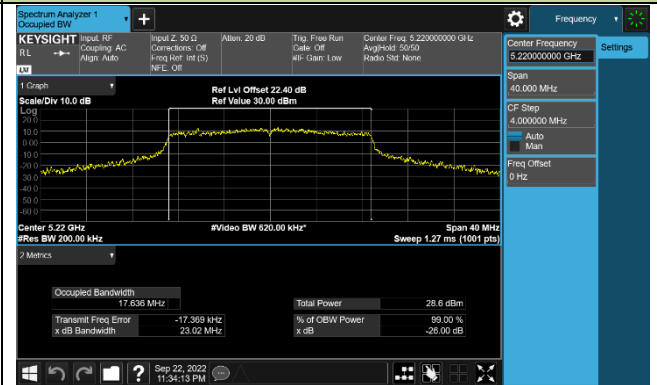 Spectrum Analyzer 1
Occupied BW
Frequency
KEYSIGHT
RL
LXI
Input: RF
Coupling: AC
Align: Auto
Input Z: 50 Ω
Corrections: Off
Freq Ref: Int (S)
NFE: Off
Atten: 20 dB
Trig: Free Run
Gate: Off
#IF Gain: Low
Center Freq: 5.220000000 GHz
Avg|Hold: 50/50
Radio Std: None
Center Frequency
5.220000000 GHz
Settings
Span
40.000 MHz
CF Step
4.000000 MHz
Auto
Man
Freq Offset
0 Hz
1 Graph
Scale/Div 10.0 dB
Ref Lvl Offset 22.40 dB
Ref Value 30.00 dBm
Log
20.0
10.0
0.00
-10.0
-20.0
-30.0
-40.0
-50.0
-60.0
Center 5.22 GHz
#Video BW 620.00 kHz*
Span 40 MHz
#Res BW 200.00 kHz
Sweep 1.27 ms (1001 pts)
2 Metrics
Occupied Bandwidth
17.636 MHz
Total Power 28.6 dBm
Transmit Freq Error -17.369 kHz
% of OBW Power 99.00 %
x dB Bandwidth 23.02 MHz
x dB -26.00 dB
?
Sep 22, 2022
11:34:13 PM